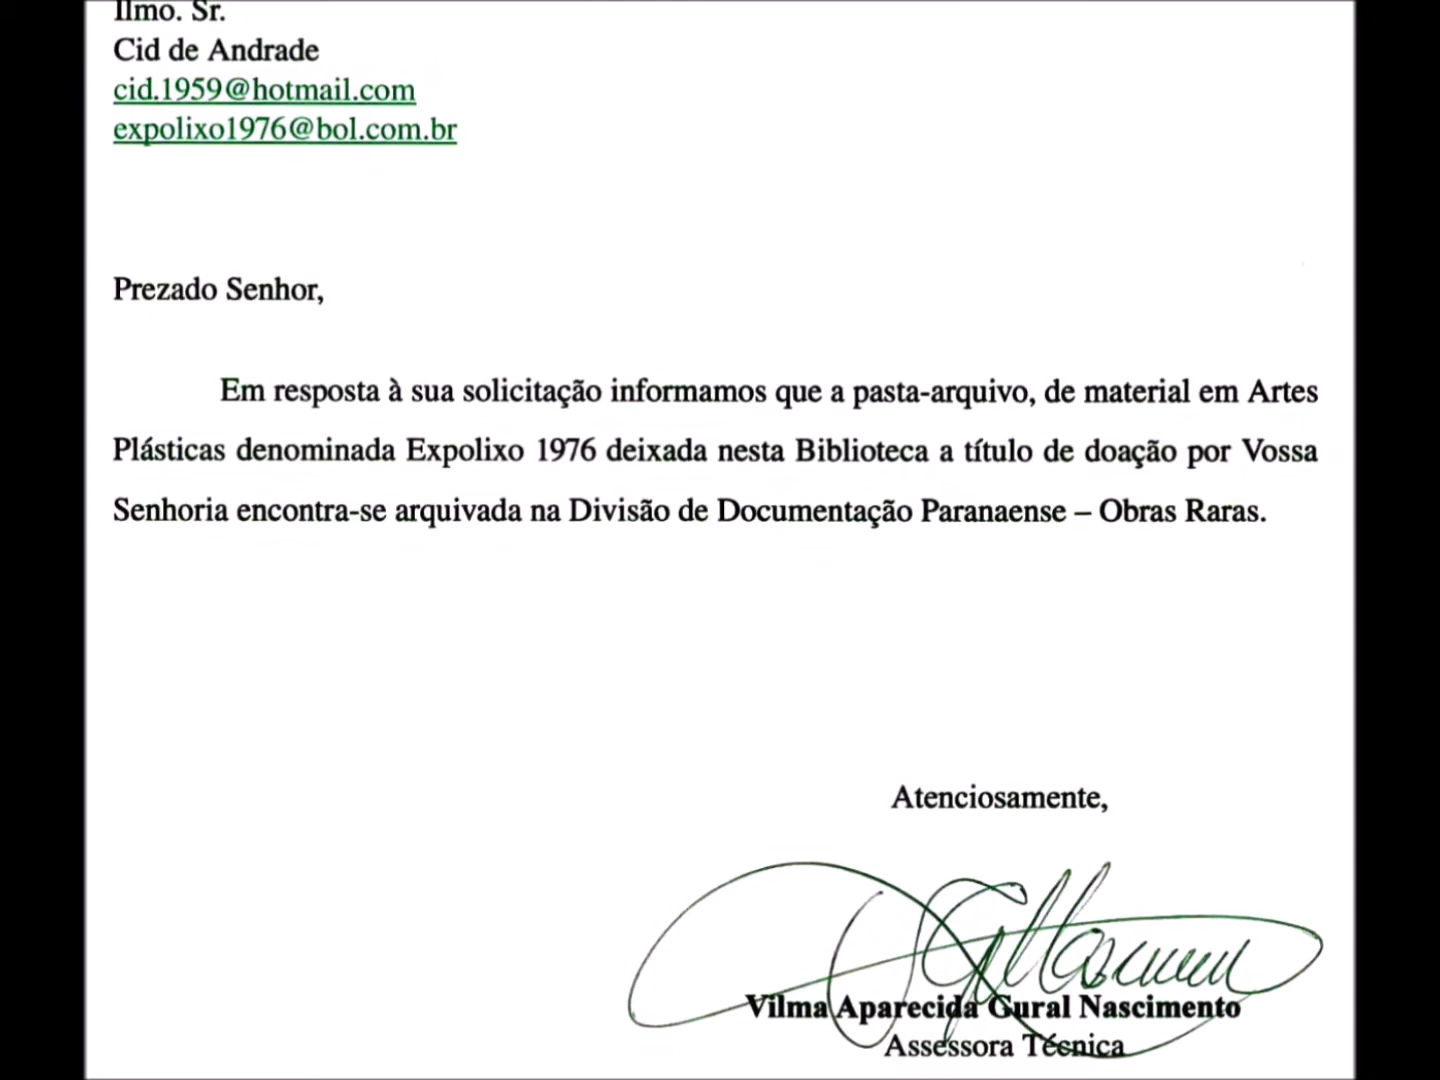 Ilmo. Sr.
Cid de Andrade
cid.1959@hotmail.com
expolixo1976@bol.com.br
Prezado Senhor,
Em resposta à sua solicitação informamos que a pasta-arquivo, de material em Artes
Plásticas denominada Expolixo 1976 deixada nesta Biblioteca a título de doação por Vossa
Senhoria encontra-se arquivada na Divisão de Documentação Paranaense – Obras Raras.
Atenciosamente,
Vilma Aparecida Gural Nascimento
Assessora Técnica